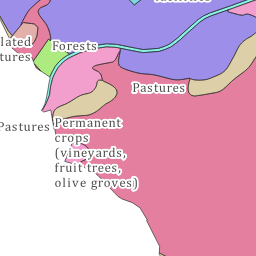 lated
tures
Forests
Pastures
Pastures
Permanent
crops
(vineyards,
fruit trees,
olive groves)